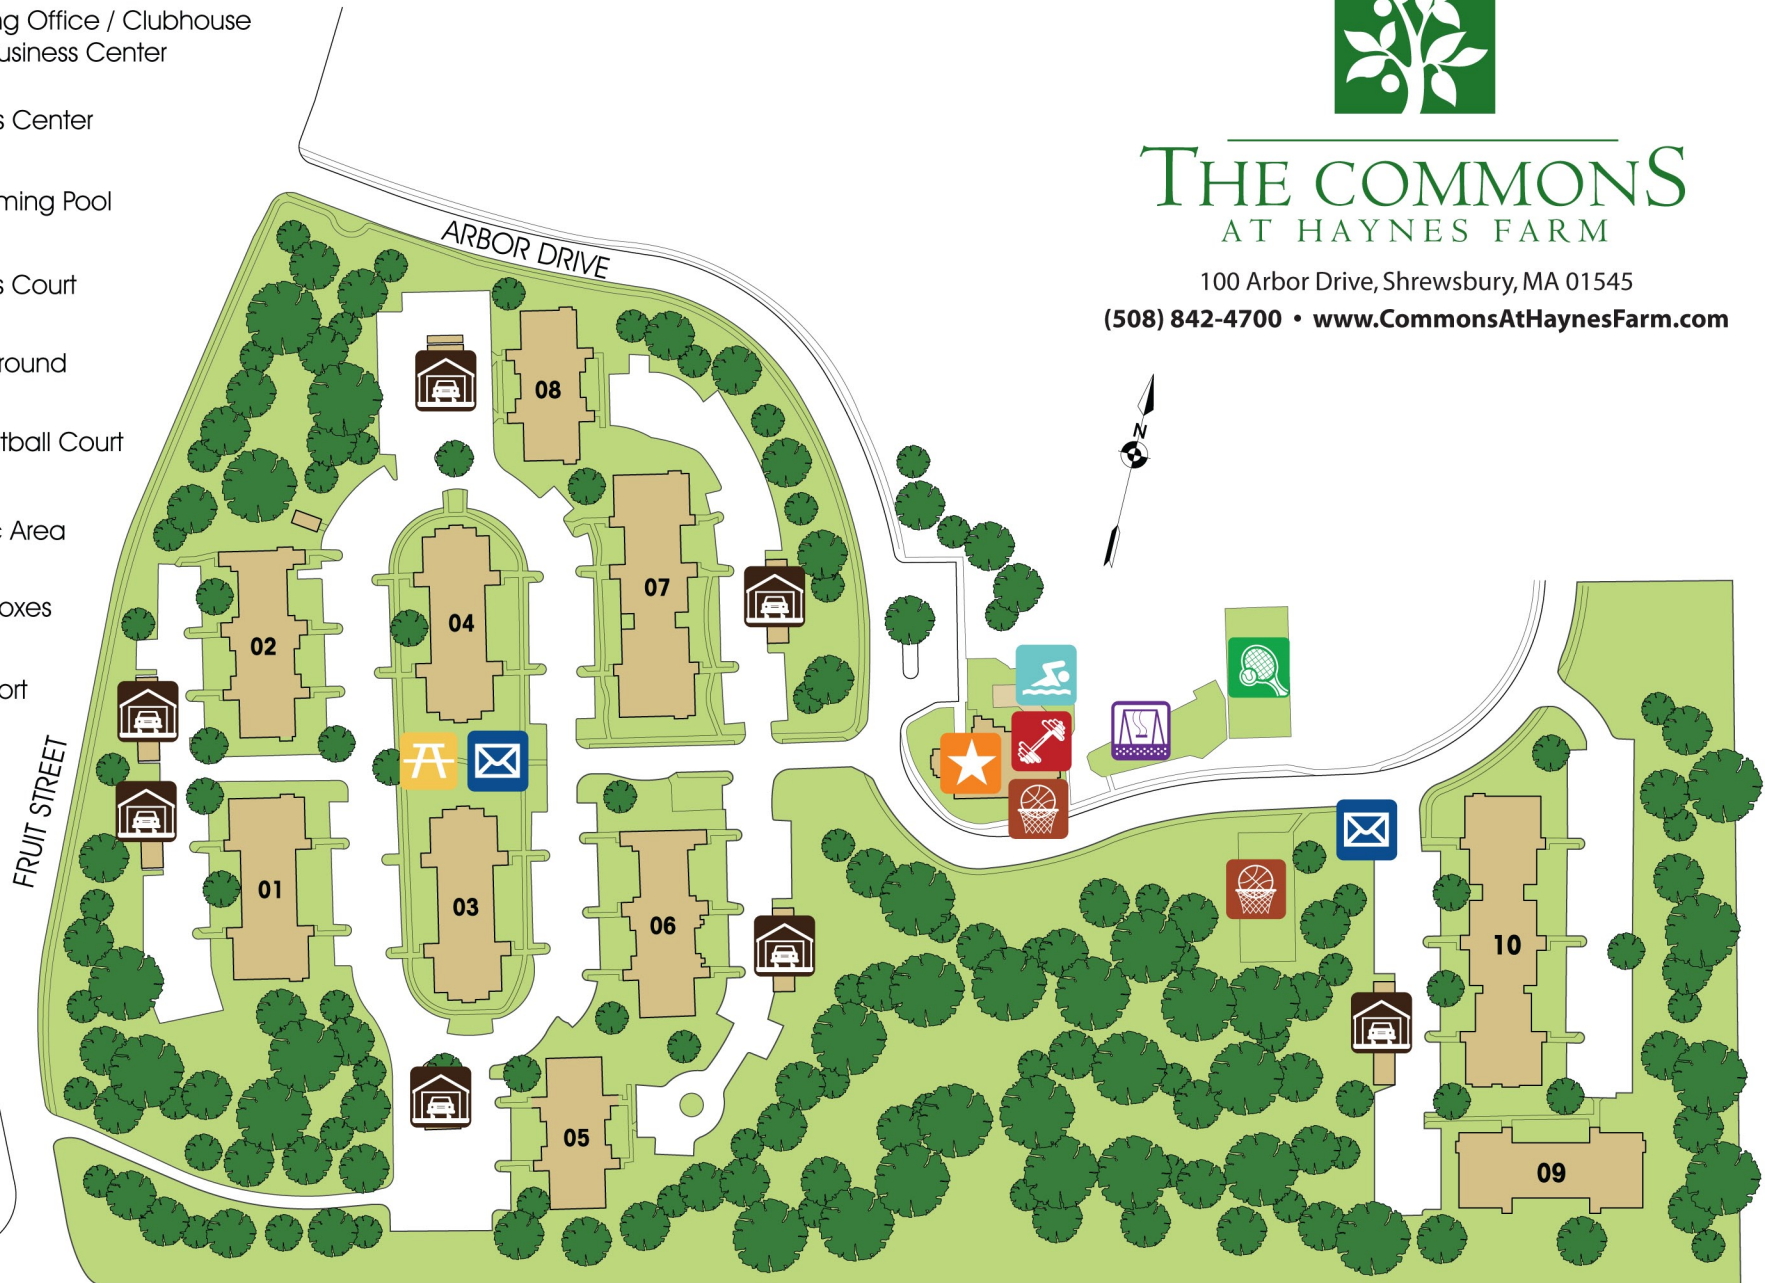 ng Office / Clubhouse
usiness Center
s Center
ming Pool
s Court
round
tball Court
c Area
oxes
ort
THE COMMONS
AT HAYNES FARM
100 Arbor Drive, Shrewsbury, MA 01545
(508) 842-4700 • www.CommonsAtHaynesFarm.com
ARBOR DRIVE
N
FRUIT STREET
08
07
04
02
01
03
06
05
10
09